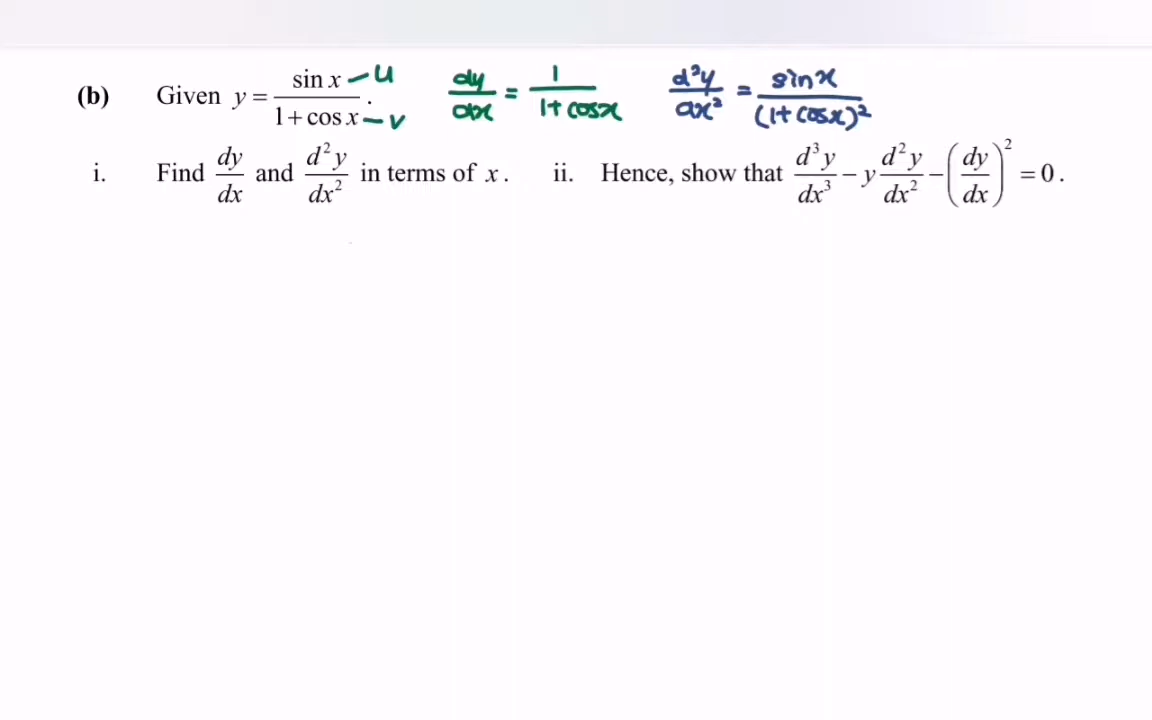 (b) Given y = sin x / (1 + cos x) . — u — v dy/dx = 1/(1 + cos x) d²y/dx² = sin x/(1 + cos x)²
i. Find dy/dx and d²y/dx² in terms of x . ii. Hence, show that d³y/dx³ − y d²y/dx² − (dy/dx)² = 0 .